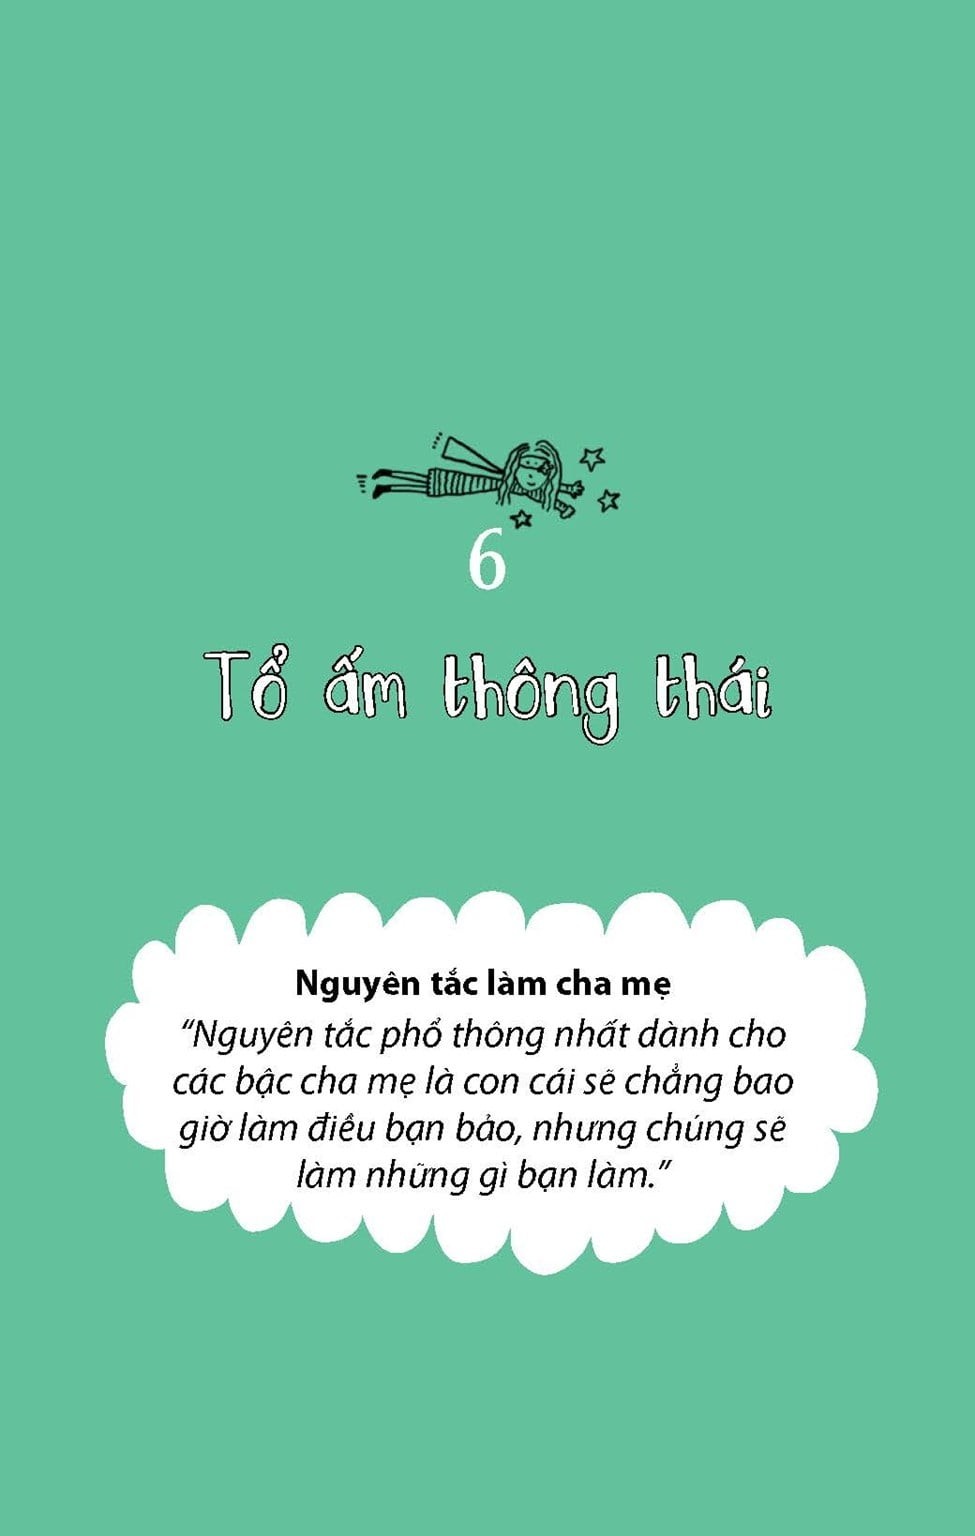 6
Tổ ấm thông thái
Nguyên tắc làm cha mẹ
“Nguyên tắc phổ thông nhất dành cho
các bậc cha mẹ là con cái sẽ chẳng bao
giờ làm điều bạn bảo, nhưng chúng sẽ
làm những gì bạn làm.”